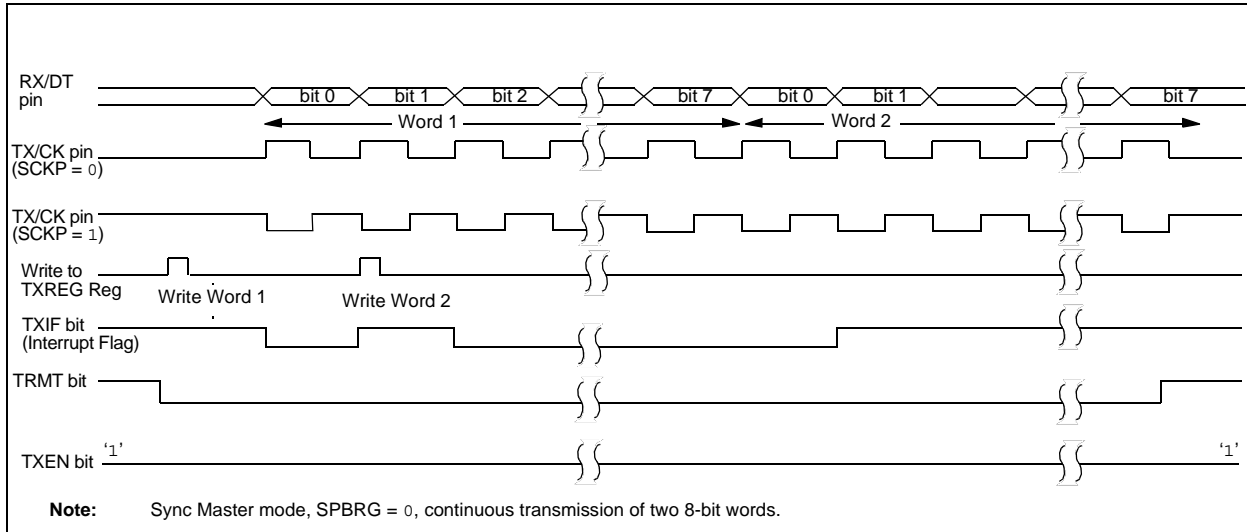 RX/DT
pin
bit 0 bit 1 bit 2 bit 7 bit 0 bit 1 bit 7
Word 1 Word 2
TX/CK pin
(SCKP = 0)
TX/CK pin
(SCKP = 1)
Write to
TXREG Reg
Write Word 1 Write Word 2
TXIF bit
(Interrupt Flag)
TRMT bit
TXEN bit ‘1’ ‘1’
Note: Sync Master mode, SPBRG = 0, continuous transmission of two 8-bit words.